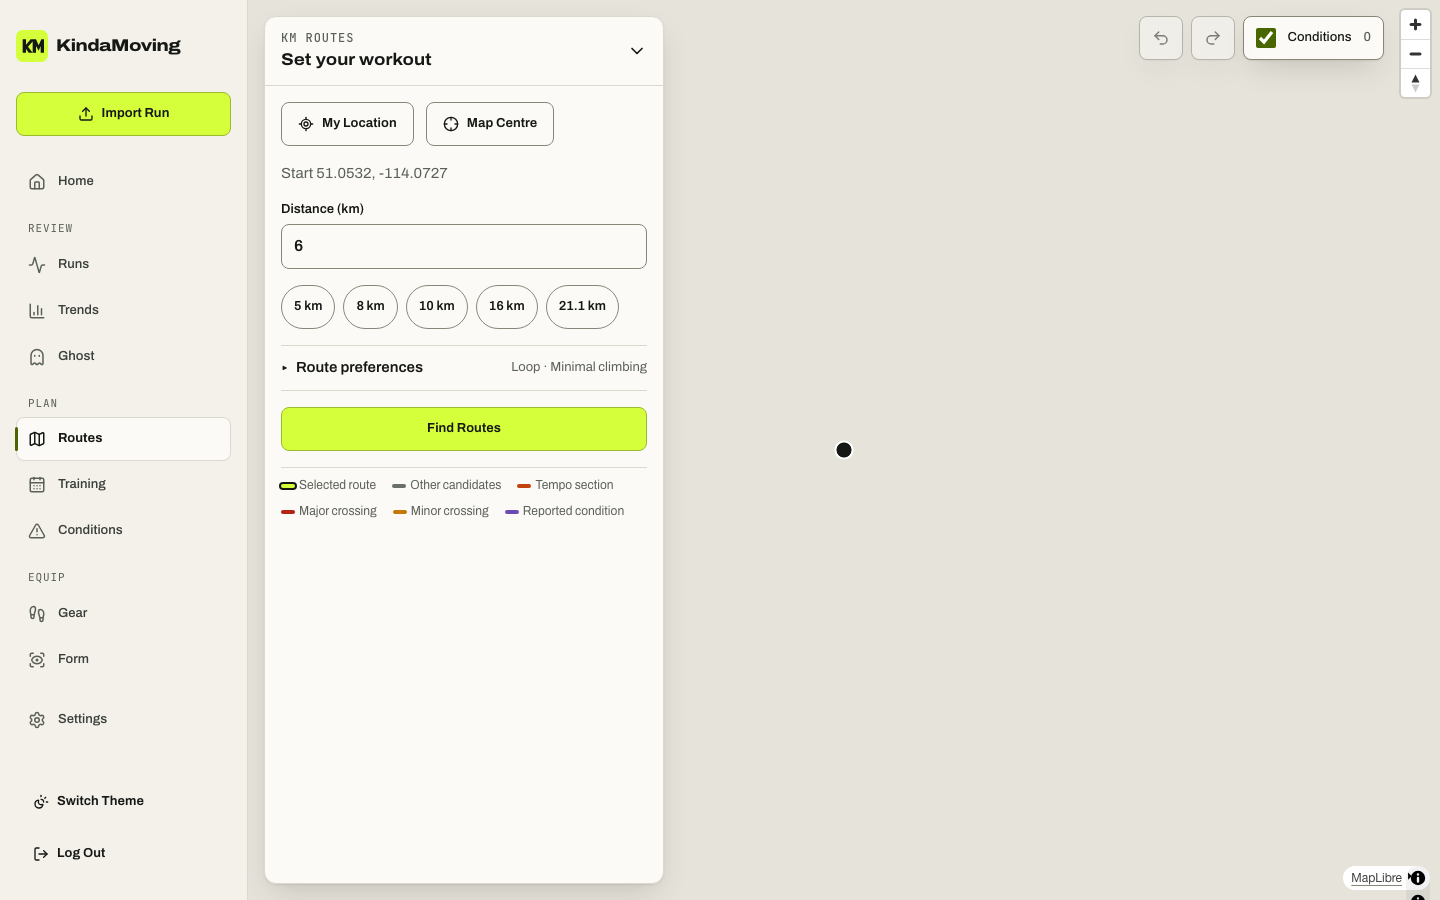 KM KindaMoving
Import Run
Home
REVIEW
Runs
Trends
Ghost
PLAN
Routes
Training
Conditions
EQUIP
Gear
Form
Settings
Switch Theme
Log Out
KM ROUTES
Set your workout
My Location
Map Centre
Start 51.0532, -114.0727
Distance (km)
6
5 km
8 km
10 km
16 km
21.1 km
Route preferences
Loop · Minimal climbing
Find Routes
Selected route
Other candidates
Tempo section
Major crossing
Minor crossing
Reported condition
Conditions 0
MapLibre